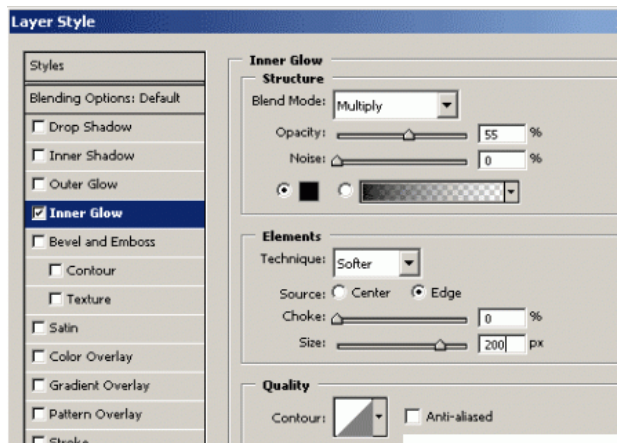 Layer Style
Styles
Blending Options: Default
Drop Shadow
Inner Shadow
Outer Glow
Inner Glow
Bevel and Emboss
Contour
Texture
Satin
Color Overlay
Gradient Overlay
Pattern Overlay
Stroke
Inner Glow
Structure
Blend Mode: Multiply
Opacity: 55 %
Noise: 0 %
Elements
Technique: Softer
Source: Center Edge
Choke: 0 %
Size: 200 px
Quality
Contour: Anti-aliased